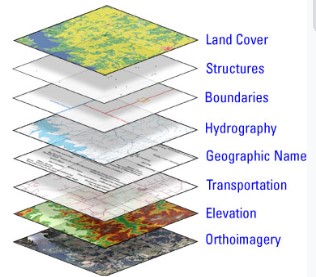 Land Cover
Structures
Boundaries
Hydrography
Geographic Name
Transportation
Elevation
Orthoimagery